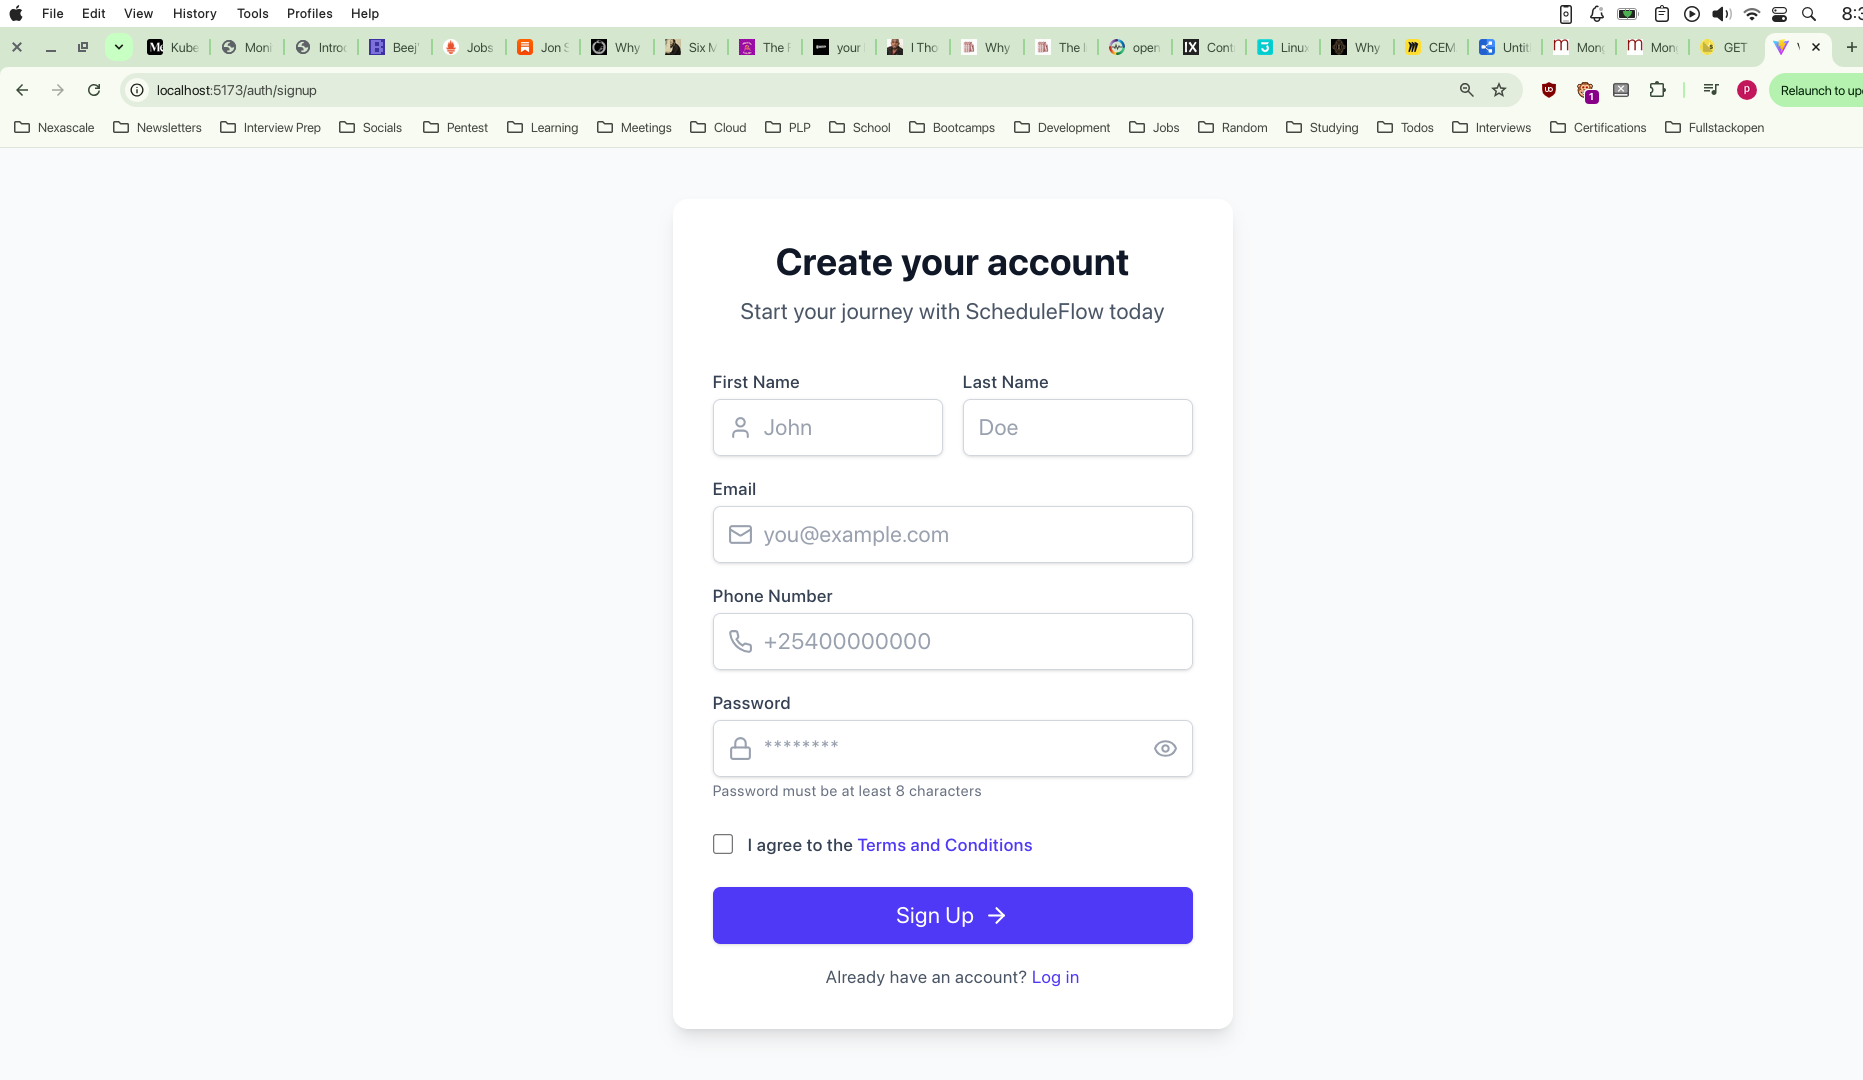 File Edit View History Tools Profiles Help
Kube Moni Introc Beej' Jobs Jon S Why Six M The F your I Tho Why The I open Cont Linux Why CEM Untit Mong Mon GET
localhost:5173/auth/signup
Relaunch to up
Nexascale Newsletters Interview Prep Socials Pentest Learning Meetings Cloud PLP School Bootcamps Development Jobs Random Studying Todos Interviews Certifications Fullstackopen
Create your account
Start your journey with ScheduleFlow today
First Name Last Name
John Doe
Email
you@example.com
Phone Number
+25400000000
Password
********
Password must be at least 8 characters
I agree to the Terms and Conditions
Sign Up
Already have an account? Log in